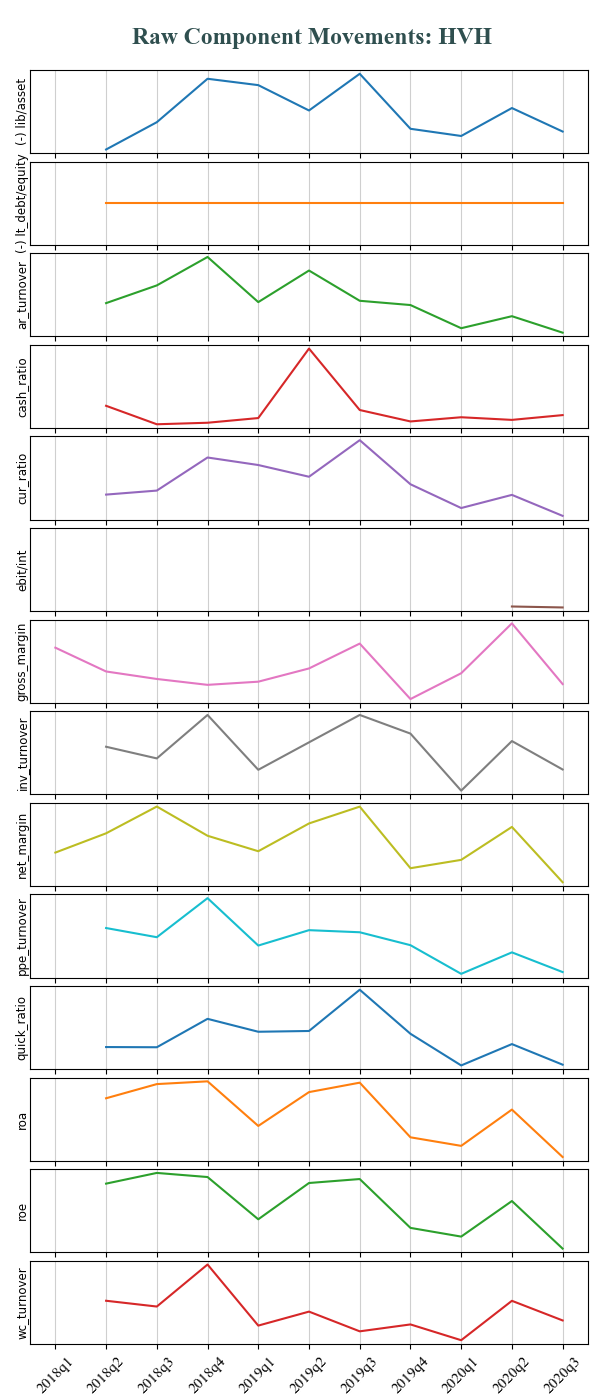 Raw Component Movements: HVH
(-) lib/asset
(-) lt_debt/equity
ar_turnover
cash_ratio
cur_ratio
ebit/int
gross_margin
inv_turnover
net_margin
ppe_turnover
quick_ratio
roa
roe
wc_turnover
2018q1 2018q2 2018q3 2018q4 2019q1 2019q2 2019q3 2019q4 2020q1 2020q2 2020q3